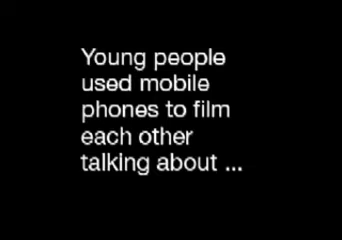 Young people
used mobile
phones to film
each other
talking about ...